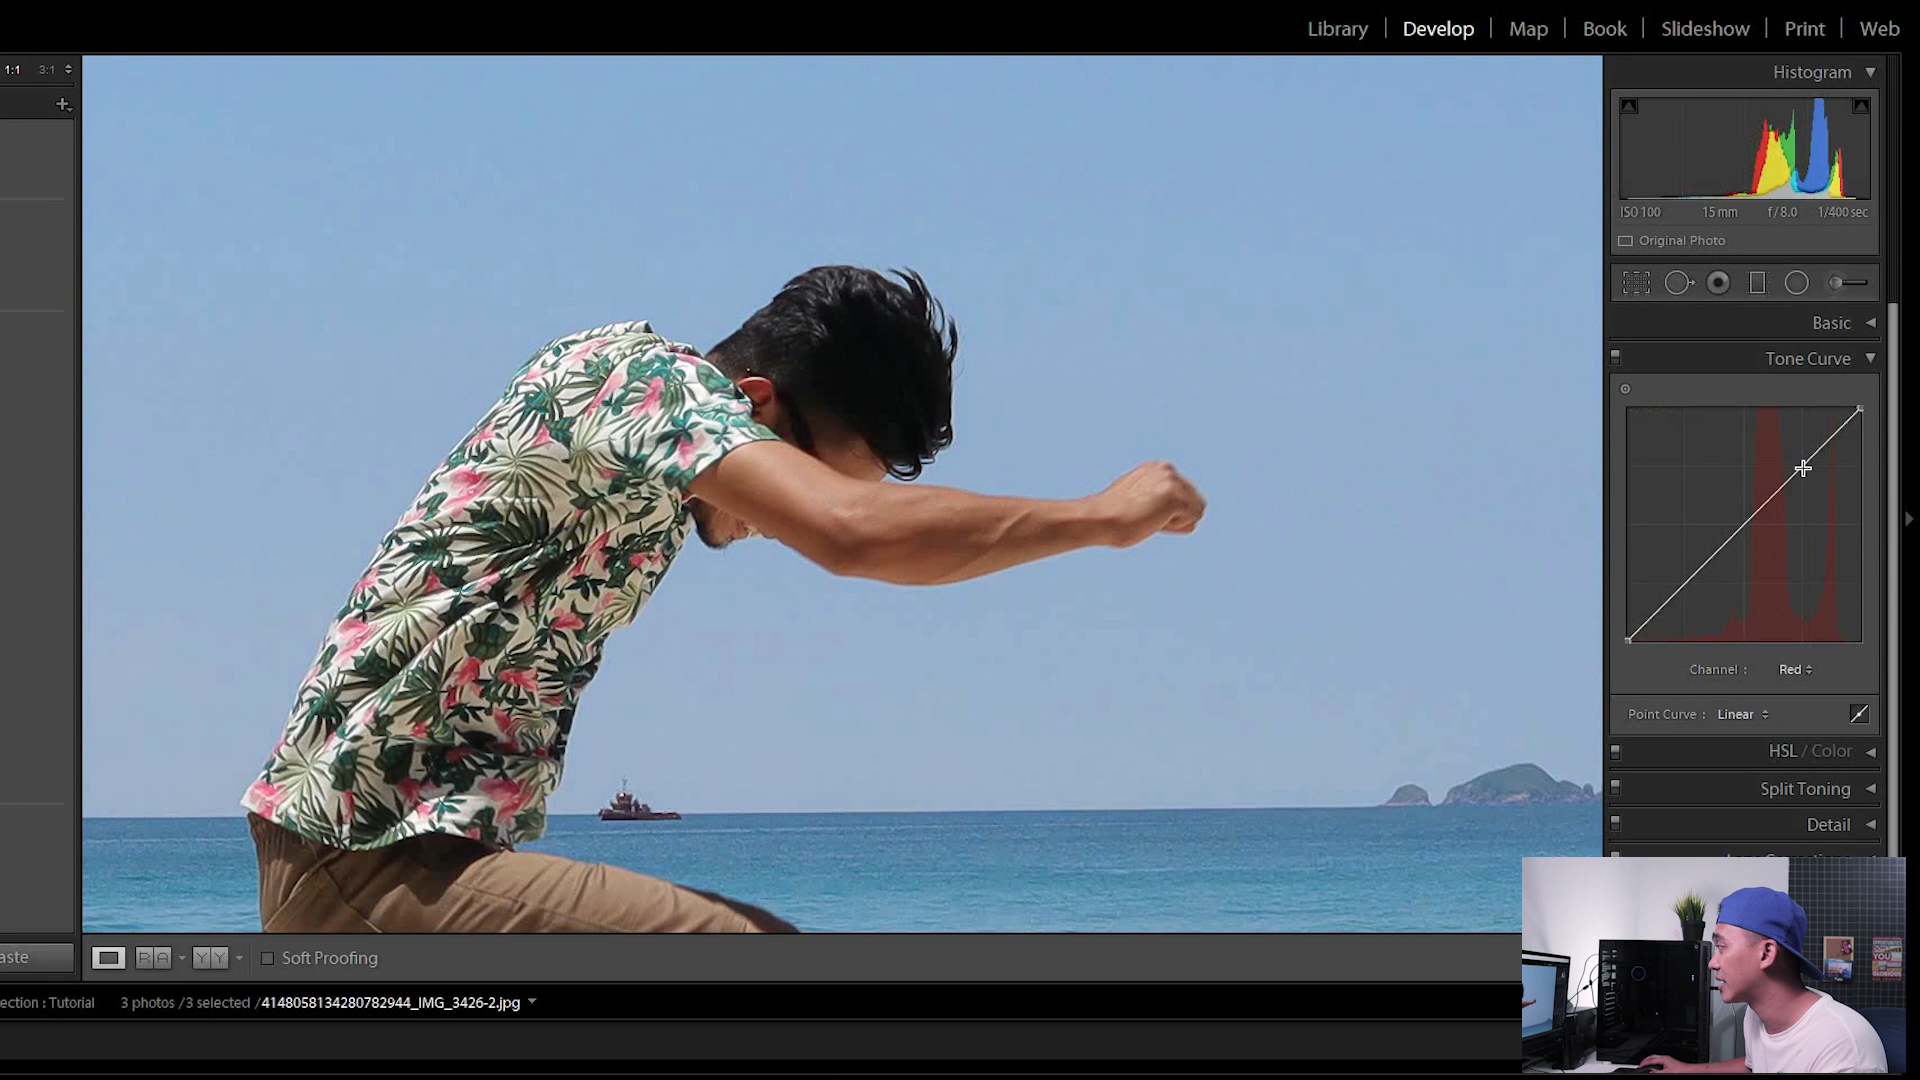 Library | Develop | Map | Book | Slideshow | Print | Web
1:1 3:1
Histogram
ISO 100 15 mm f / 8.0 1/400 sec
Original Photo
Basic
Tone Curve
Channel : Red
Point Curve : Linear
HSL / Color
Split Toning
Detail
aste
R A Y Y Soft Proofing
ection : Tutorial 3 photos / 3 selected / 4148058134280782944_IMG_3426-2.jpg
YOU
GLORIOUS